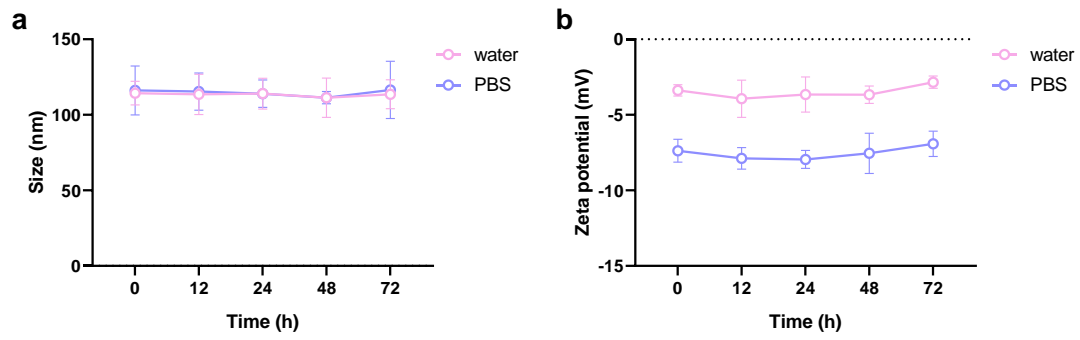 a
150
100
50
0
Size (nm)
0 12 24 48 72
Time (h)
water
PBS
b
0
-5
-10
-15
Zeta potential (mV)
0 12 24 48 72
Time (h)
water
PBS